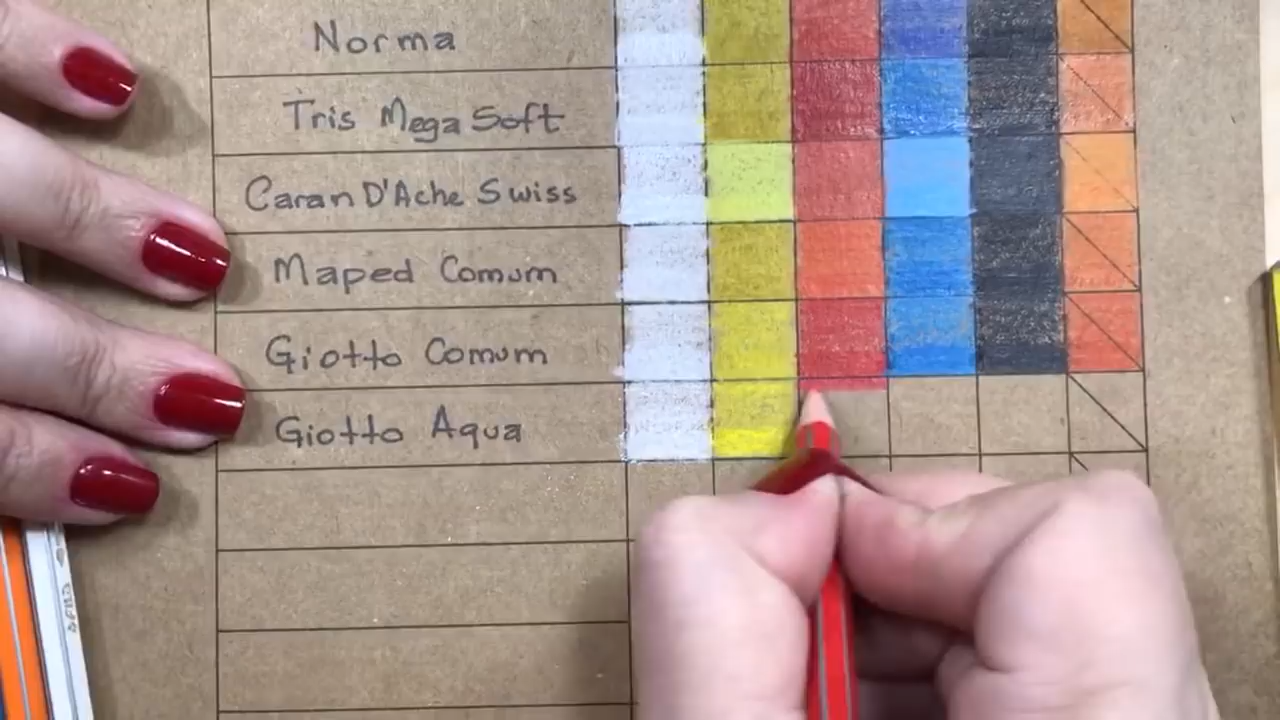 Norma
Tris Mega Soft
Caran D'Ache Swiss
Maped Comum
Giotto Comum
Giotto Aqua